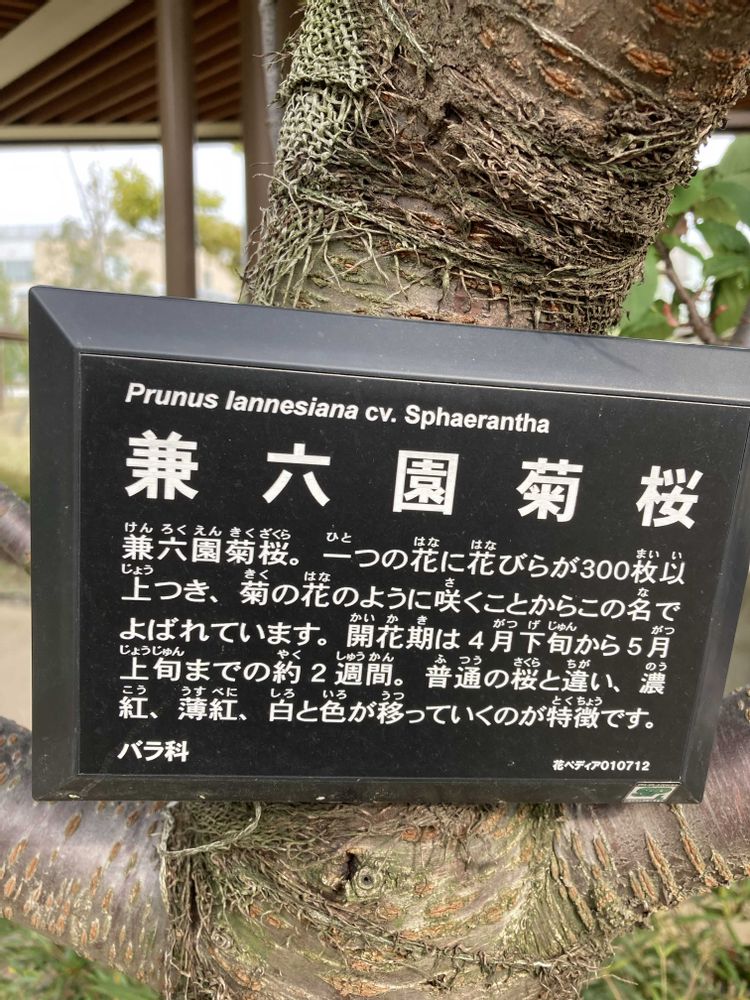 Prunus lannesiana cv. Sphaerantha
兼六園菊桜
兼六園菊桜。一つの花に花びらが300枚以
上つき、菊の花のように咲くことからこの名で
よばれています。開花期は4月下旬から5月
上旬までの約2週間。普通の桜と違い、濃
紅、薄紅、白と色が移っていくのが特徴です。
バラ科
花ペディア010712